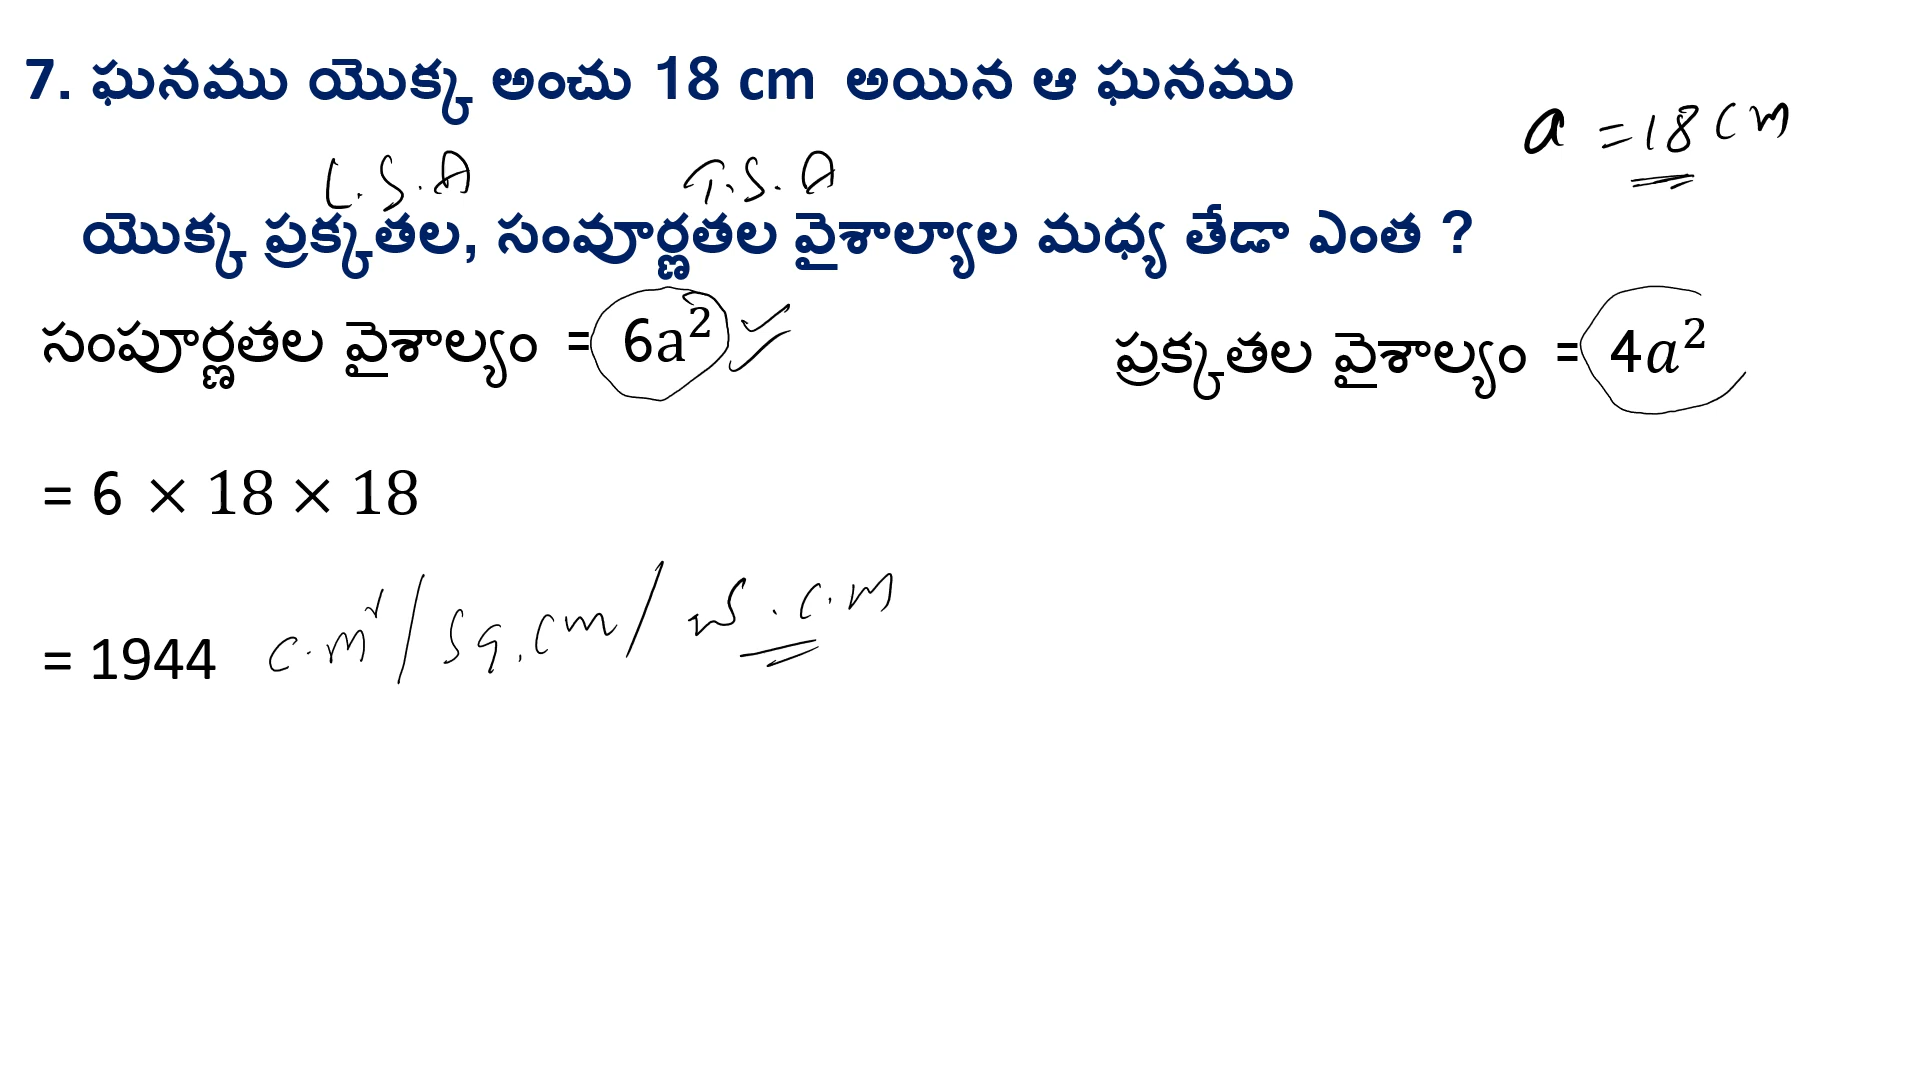 7. ఘనము యొక్క అంచు 18 cm అయిన ఆ ఘనము
a = 18 cm
L.S.A T.S.A
యొక్క ప్రక్కతల, సంవూర్ణతల వైశాల్యాల మధ్య తేడా ఎంత ?
సంపూర్ణతల వైశాల్యం = 6a²
ప్రక్కతల వైశాల్యం = 4a²
= 6 × 18 × 18
= 1944 c.m² / Sq.cm / చ.c.m